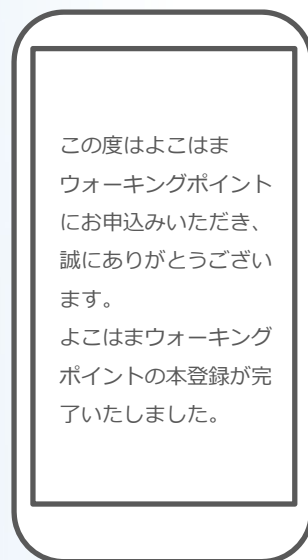 この度はよこはま
ウォーキングポイント
にお申込みいただき、
誠にありがとうござい
ます。
よこはまウォーキング
ポイントの本登録が完
了いたしました。